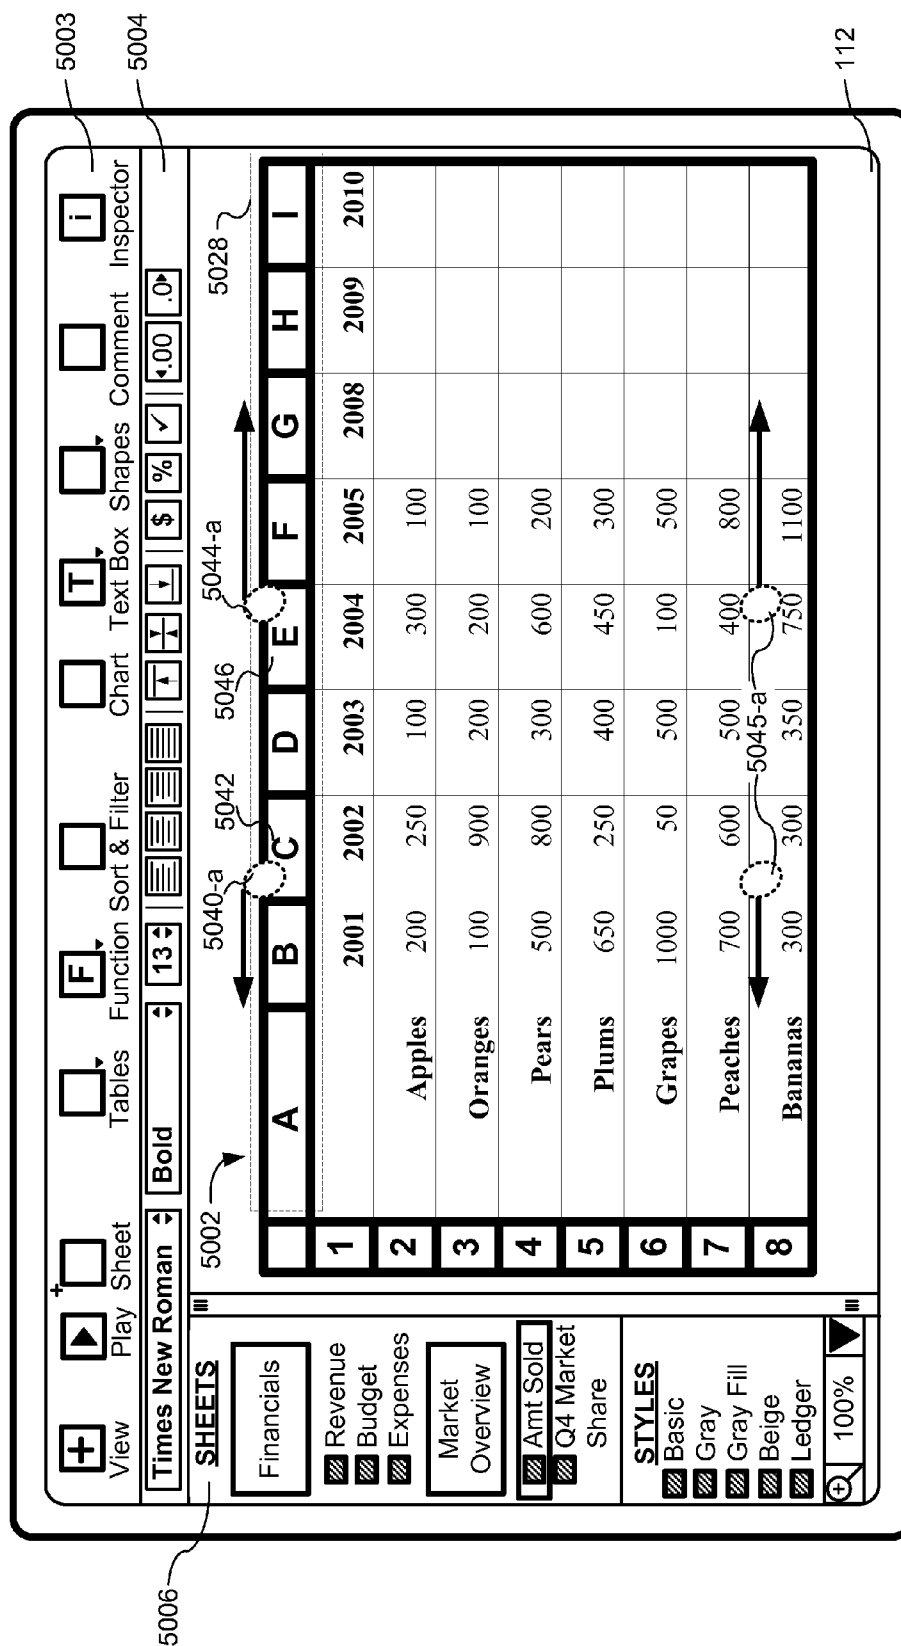 5003
5004
View Play Sheet Tables Function Sort & Filter Chart Text Box Shapes Comment Inspector
+ + F T i
Times New Roman Bold 13 $ % ✓ .00 .0
5006
SHEETS
Financials
Revenue
Budget
Expenses
Market
Overview
Amt Sold
Q4 Market
Share
STYLES
Basic
Gray
Gray Fill
Beige
Ledger
+ 100%
5002
5040-a
5042
5046
5044-a
5028
A B C D E F G H I
1 2001 2002 2003 2004 2005 2008 2009 2010
2 Apples 200 250 100 300 100
3 Oranges 100 900 200 200 100
4 Pears 500 800 300 600 200
5 Plums 650 250 400 450 300
6 Grapes 1000 50 500 100 500
7 Peaches 700 600 500 400 800
5045-a
8 Bananas 300 300 350 750 1100
112